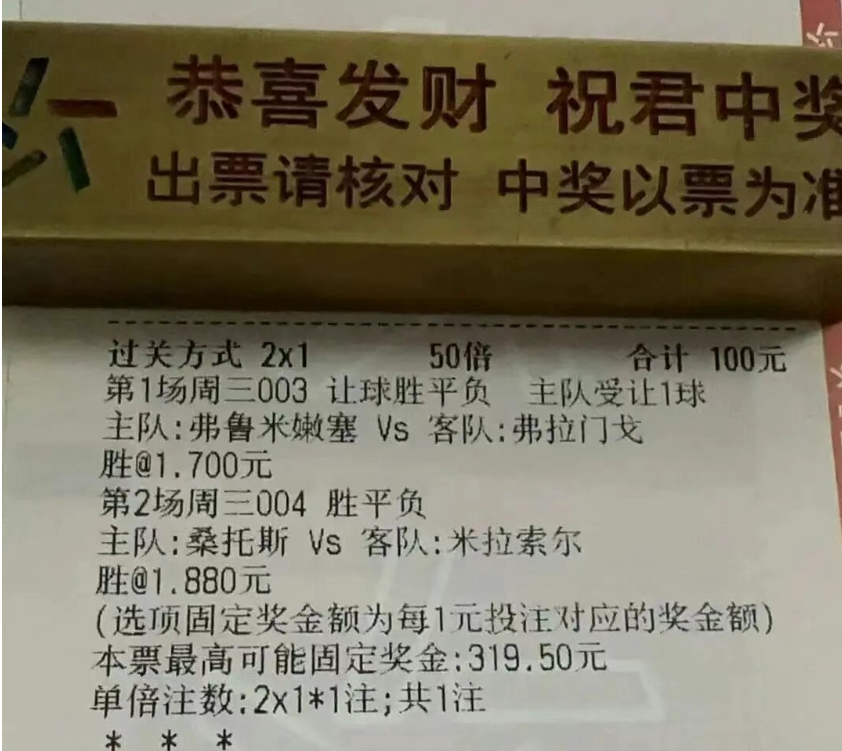 恭喜发财 祝君中奖
出票请核对 中奖以票为准
过关方式 2x1 50倍 合计 100元
第1场周三003 让球胜平负 主队受让1球
主队:弗鲁米嫩塞 Vs 客队:弗拉门戈
胜@1.700元
第2场周三004 胜平负
主队:桑托斯 Vs 客队:米拉索尔
胜@1.880元
(选项固定奖金额为每1元投注对应的奖金额)
本票最高可能固定奖金:319.50元
单倍注数:2x1*1注;共1注
* * *